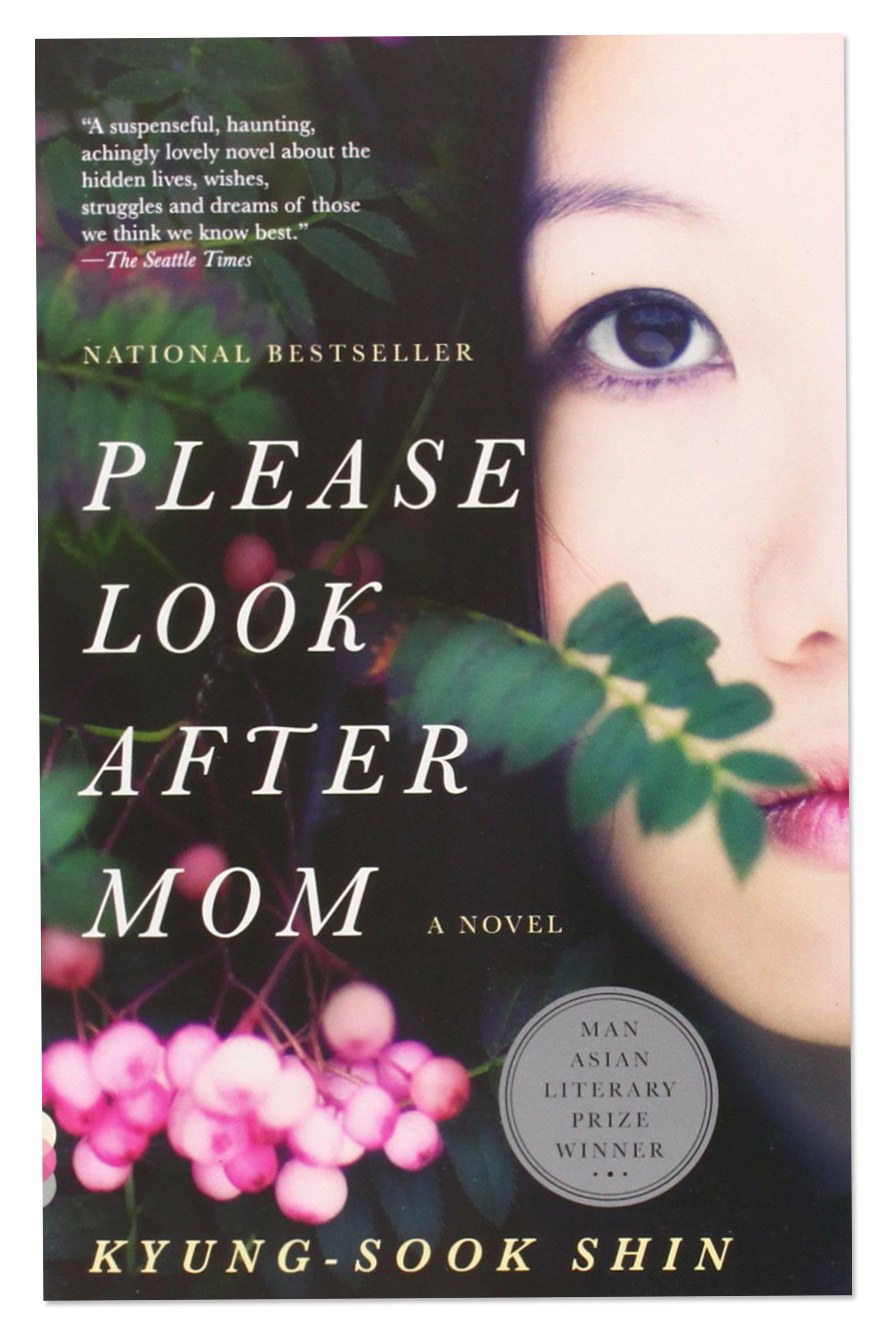 “A suspenseful, haunting,
achingly lovely novel about the
hidden lives, wishes,
struggles and dreams of those
we think we know best.”
—The Seattle Times
NATIONAL BESTSELLER
PLEASE
LOOK
AFTER
MOM
A NOVEL
MAN
ASIAN
LITERARY
PRIZE
WINNER
KYUNG-SOOK SHIN